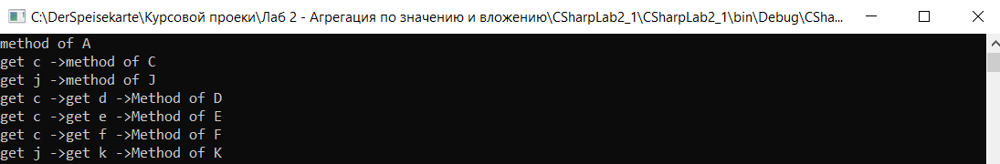 C:\DerSpeisekarte\Курсовой проеки\Лаб 2 - Агрегация по значению и вложению\CSharpLab2_1\CSharpLab2_1\bin\Debug\CSha...
method of A
get c ->method of C
get j ->method of J
get c ->get d ->Method of D
get c ->get e ->Method of E
get c ->get f ->Method of F
get j ->get k ->Method of K